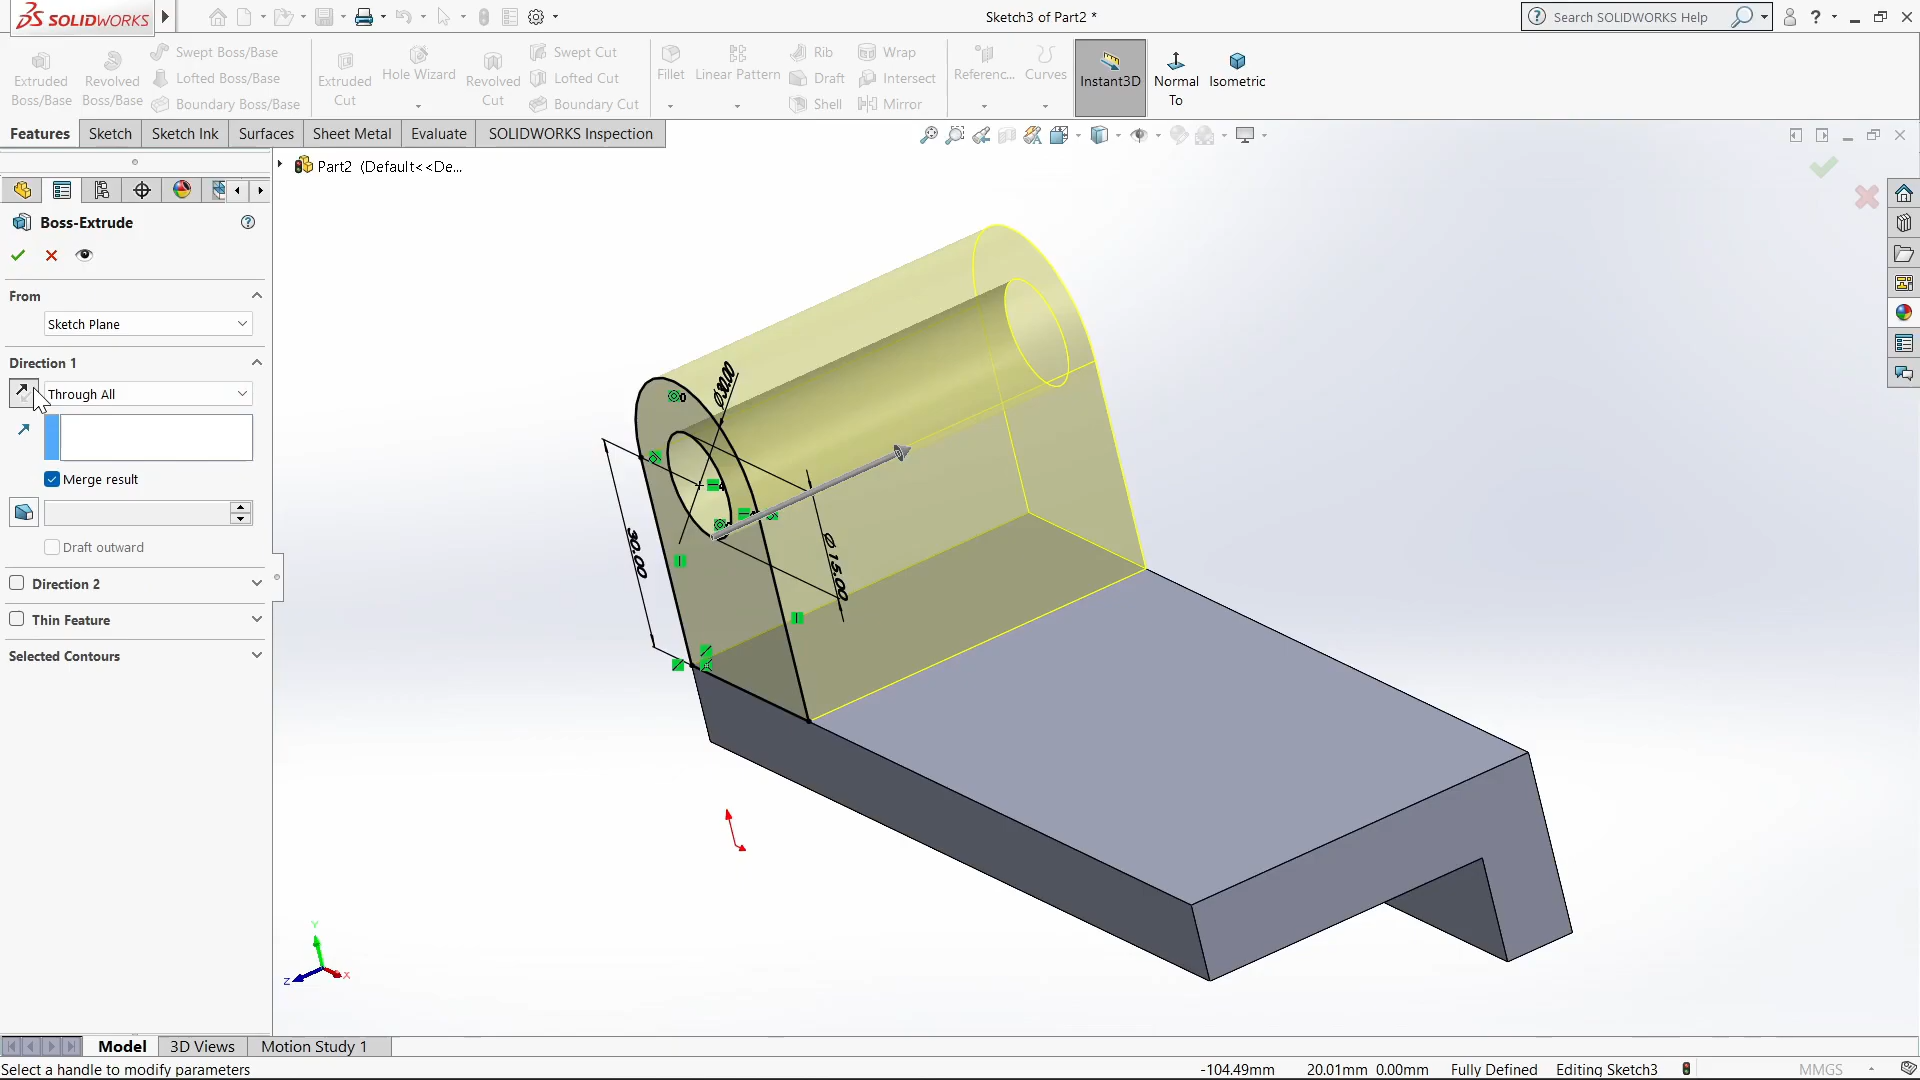 SOLIDWORKS
Sketch3 of Part2 *
Search SOLIDWORKS Help
Extruded Boss/Base
Revolved Boss/Base
Swept Boss/Base
Lofted Boss/Base
Boundary Boss/Base
Extruded Cut
Hole Wizard
Revolved Cut
Swept Cut
Lofted Cut
Boundary Cut
Fillet
Linear Pattern
Rib
Draft
Shell
Wrap
Intersect
Mirror
Referenc...
Curves
Instant3D
Normal To
Isometric
Features
Sketch
Sketch Ink
Surfaces
Sheet Metal
Evaluate
SOLIDWORKS Inspection
Part2 (Default<<De...
Boss-Extrude
From
Sketch Plane
Direction 1
Through All
Merge result
Draft outward
Direction 2
Thin Feature
Selected Contours
30.00
Ø15.00
Y
Z
X
Model
3D Views
Motion Study 1
Select a handle to modify parameters
-104.49mm
20.01mm 0.00mm
Fully Defined
Editing Sketch3
MMGS